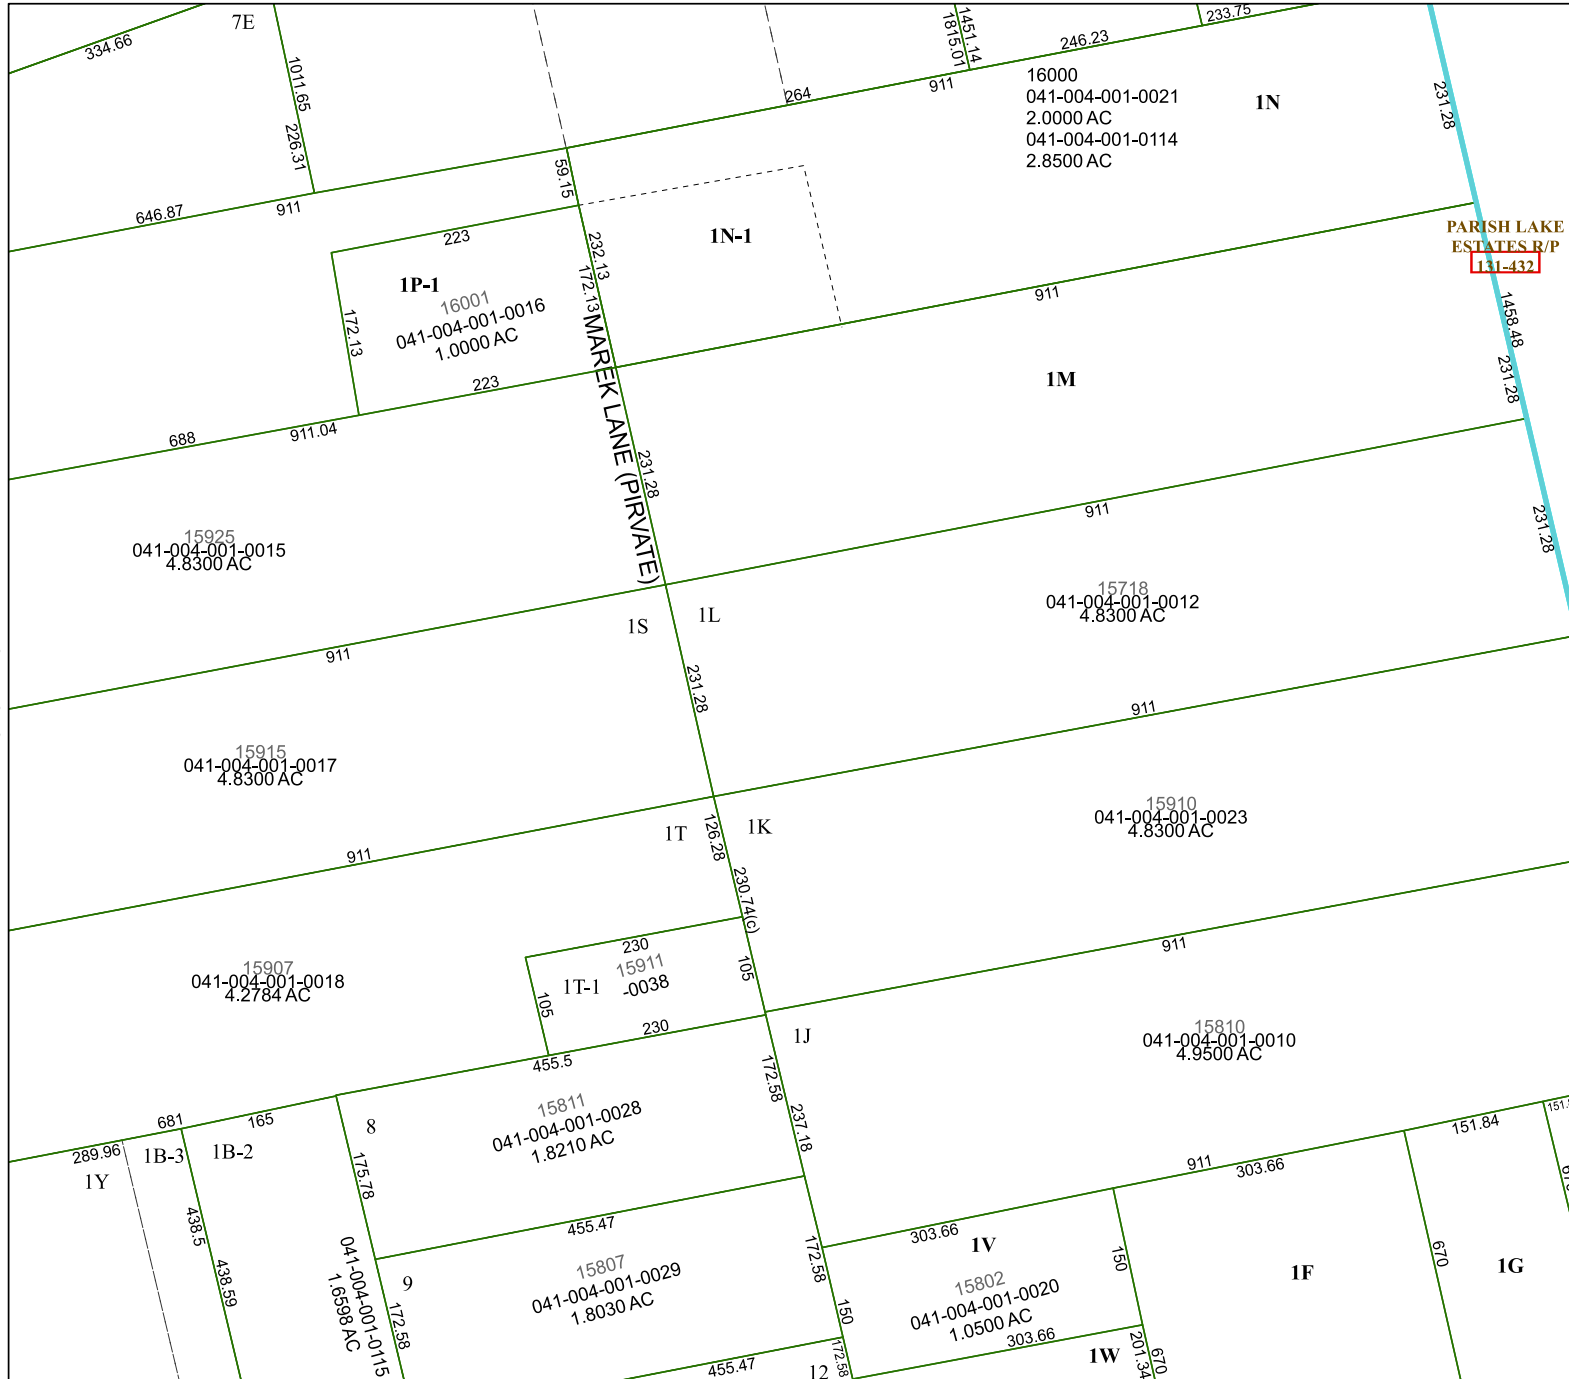 7E
334.66
1011.65
226.31
1451.14
1815.01
233.75
246.23
911
264
16000
041-004-001-0021
2.0000 AC
041-004-001-0114
2.8500 AC
1N
231.28
59.15
646.87
911
223
232.13
172.13
1N-1
PARISH LAKE
ESTATES R/P
131-432
1P-1
16001
041-004-001-0016
1.0000 AC
172.13
223
911
1458.48
231.28
1M
MAREK LANE (PIRVATE)
688
911.04
231.28
911
231.28
15925
041-004-001-0015
4.8300 AC
15718
041-004-001-0012
4.8300 AC
1S
1L
911
231.28
911
15915
041-004-001-0017
4.8300 AC
15910
041-004-001-0023
4.8300 AC
1T
1K
126.28
911
230.74(c)
911
230
105
15907
041-004-001-0018
4.2784 AC
1T-1
15911
-0038
105
230
1J
15810
041-004-001-0010
4.9500 AC
455.5
172.58
237.18
681
165
8
15811
041-004-001-0028
1.8210 AC
151.84
289.96
1B-3
1B-2
1Y
175.78
911
303.66
438.5
455.47
303.66
1V
172.58
150
670
1F
1G
438.59
041-004-001-0115
1.6598 AC
9
172.58
15807
041-004-001-0029
1.8030 AC
15802
041-004-001-0020
1.0500 AC
150
303.66
455.47
172.58
12
1W
201.34
670